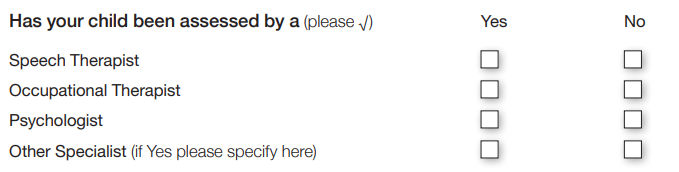 Has your child been assessed by a (please √) Yes No
Speech Therapist
Occupational Therapist
Psychologist
Other Specialist (if Yes please specify here)